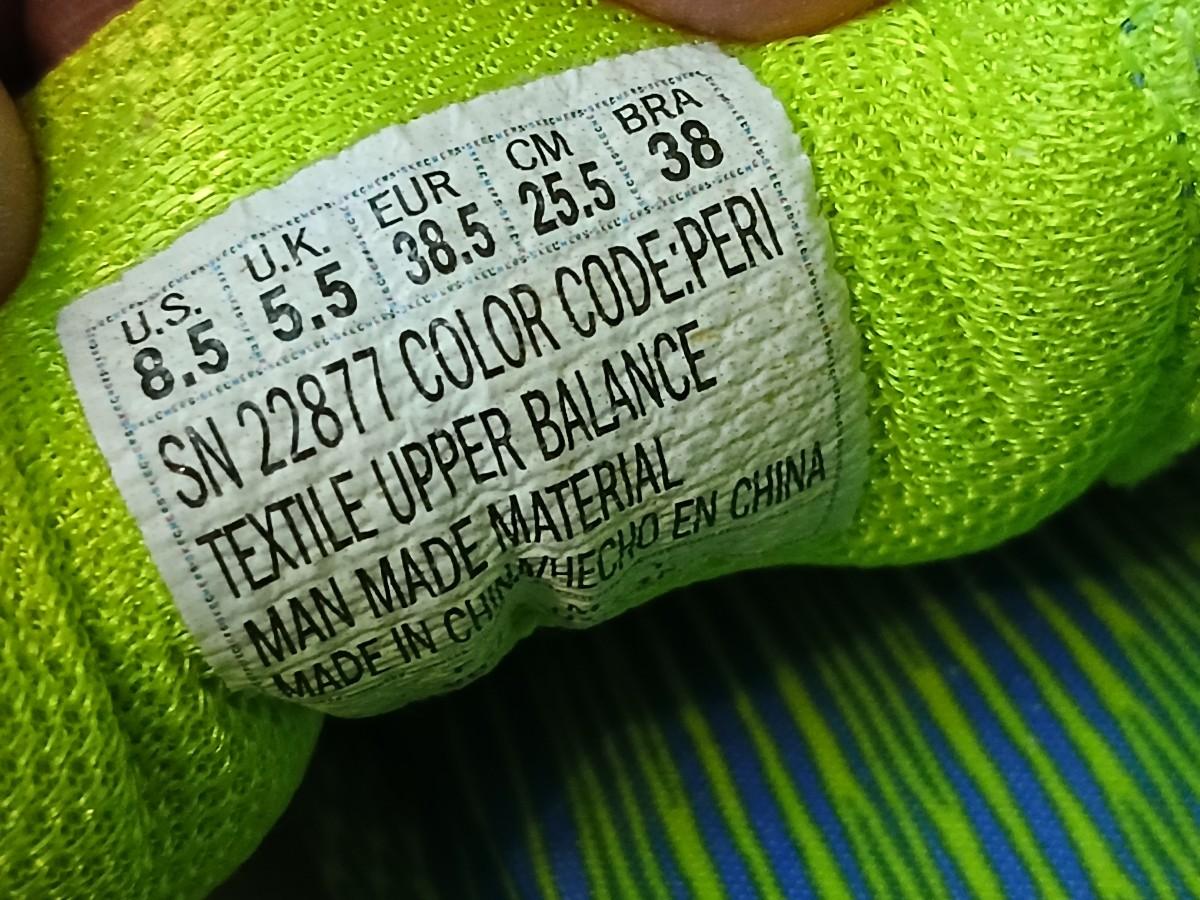 U.S. U.K. EUR CM BRA
8.5 5.5 38.5 25.5 38
SN 22877 COLOR CODE:PERI
TEXTILE UPPER BALANCE
MAN MADE MATERIAL
MADE IN CHINA/HECHO EN CHINA